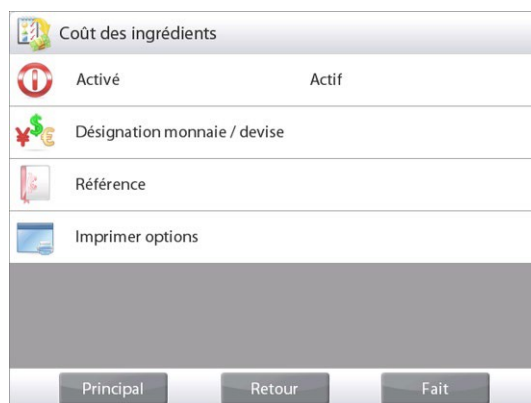 Coût des ingrédients
Activé Actif
Désignation monnaie / devise
Référence
Imprimer options
Principal Retour Fait